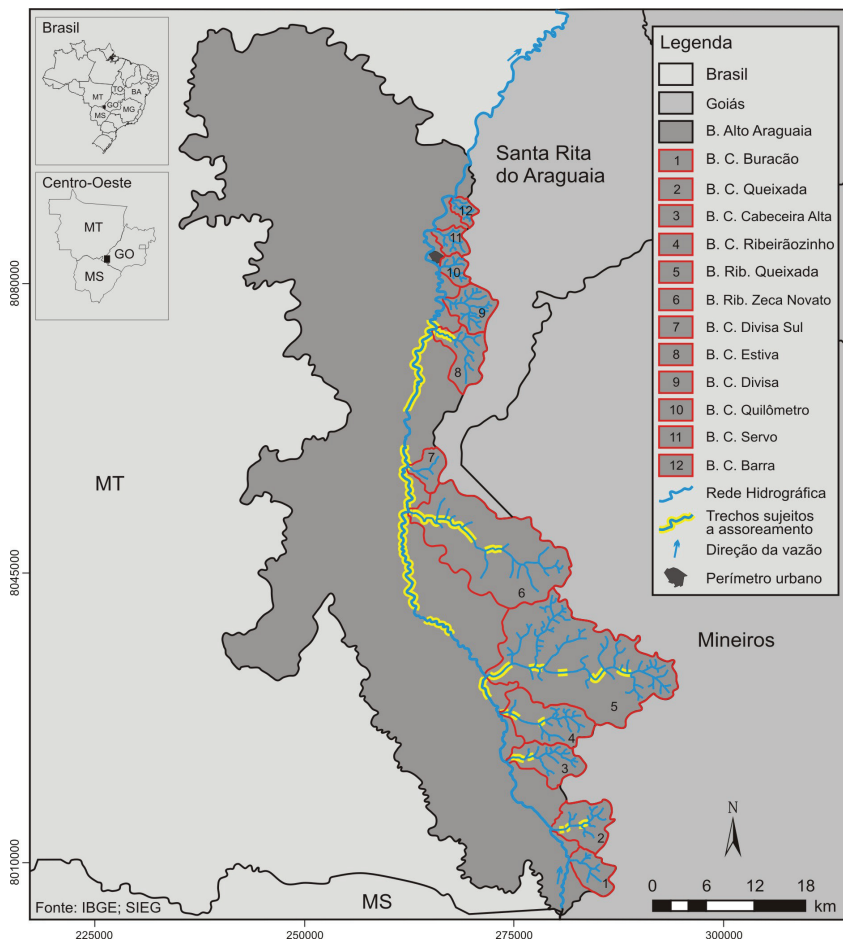 Brasil
MT
TO
BA
GO
MG
MS
Centro-Oeste
MT
GO
MS
Legenda
Brasil
Goiás
B. Alto Araguaia
1 B. C. Buracão
2 B. C. Queixada
3 B. C. Cabeceira Alta
4 B. C. Ribeirãozinho
5 B. Rib. Queixada
6 B. Rib. Zeca Novato
7 B. C. Divisa Sul
8 B. C. Estiva
9 B. C. Divisa
10 B. C. Quilômetro
11 B. C. Servo
12 B. C. Barra
Rede Hidrográfica
Trechos sujeitos
a assoreamento
Direção da vazão
Perímetro urbano
Santa Rita
do Araguaia
12
11
10
9
8
7
6
5
4
3
2
1
MT
Mineiros
MS
N
0 6 12 18
km
Fonte: IBGE; SIEG
8080000
8045000
8010000
225000
250000
275000
300000